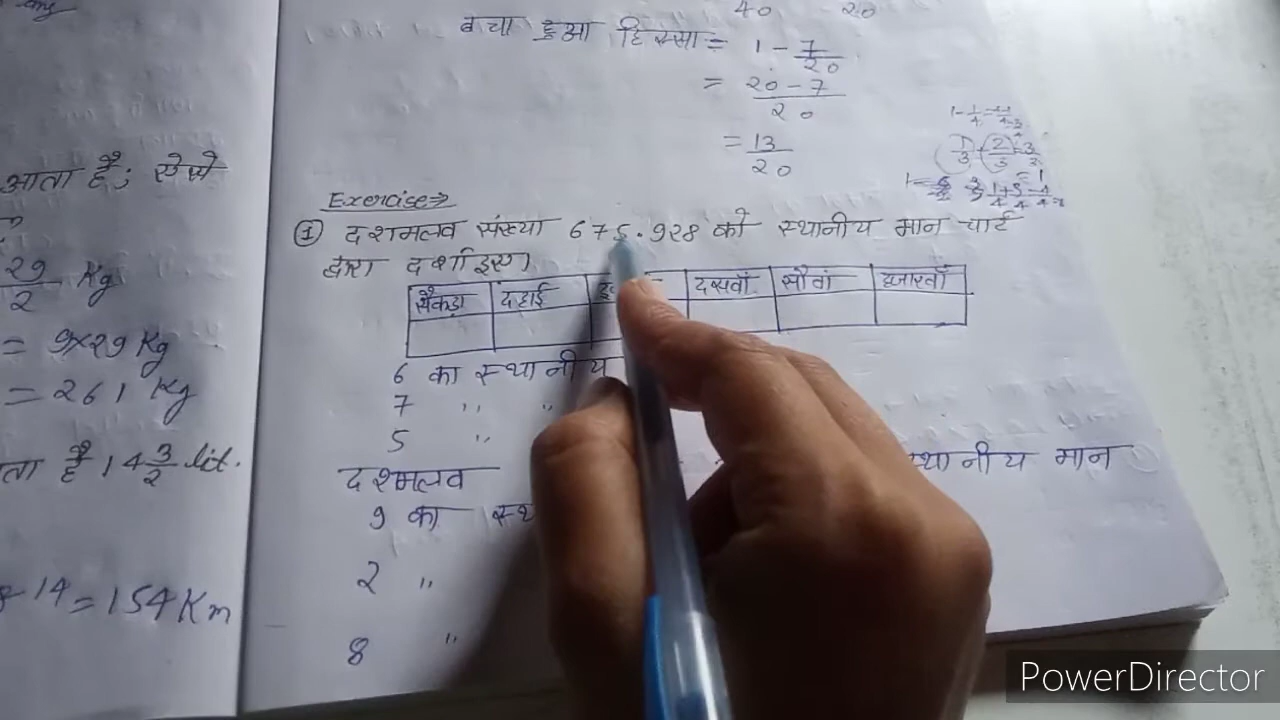 40 20
बचा हुआ हिस्सा = 1 - 7/20
= 20 - 7 / 20
= 13/20
आता है;
29/2 Kg
= 9×29 Kg
= 261 Kg
ता है 14 3/2 lit.
14 = 154 Km
Exercise→
① दशमलव संख्या 675.928 को स्थानीय मान चार्ट
द्वारा दर्शाइए।
सैकड़ा दहाई दसवाँ सौवां हजारवाँ
6 का स्थानीय
7 " "
5 "
दशमलव स्थानीय मान
9 का
2 "
8 "
PowerDirector